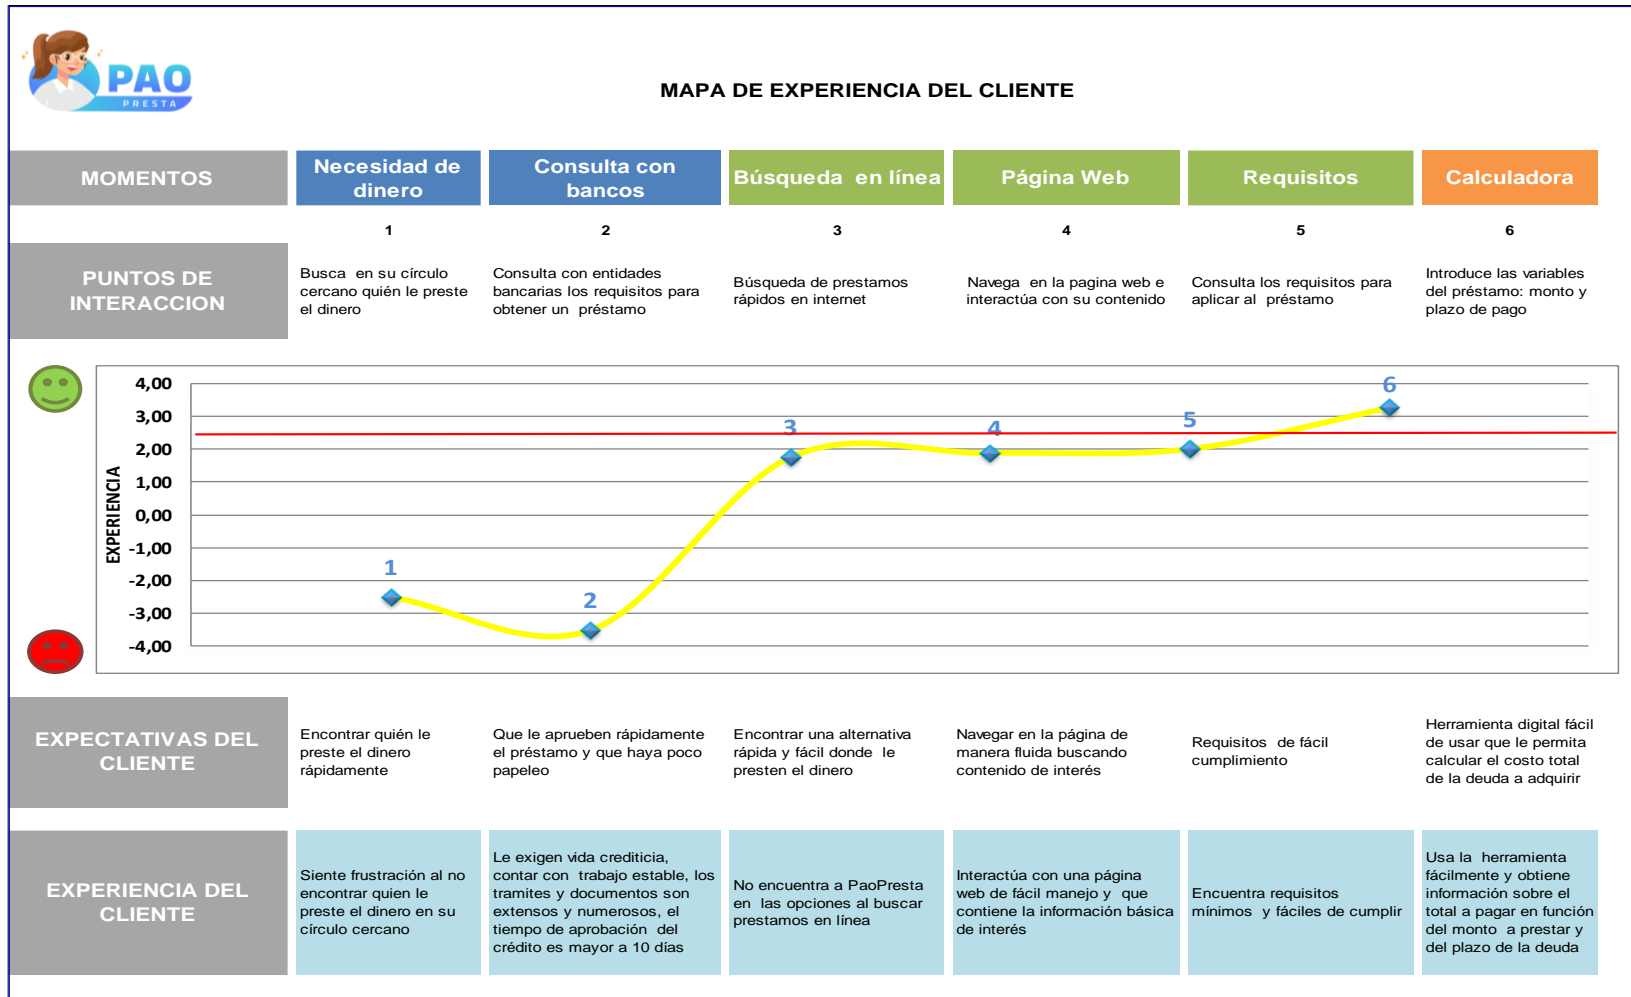 PAO
PRESTA
MAPA DE EXPERIENCIA DEL CLIENTE
MOMENTOS
Necesidad de
dinero
Consulta con
bancos
Búsqueda en línea
Página Web
Requisitos
Calculadora
1
2
3
4
5
6
PUNTOS DE
INTERACCION
Busca en su círculo
cercano quién le preste
el dinero
Consulta con entidades
bancarias los requisitos para
obtener un préstamo
Búsqueda de prestamos
rápidos en internet
Navega en la pagina web e
interactúa con su contenido
Consulta los requisitos para
aplicar al préstamo
Introduce las variables
del préstamo: monto y
plazo de pago
EXPERIENCIA
4,00
3,00
2,00
1,00
0,00
-1,00
-2,00
-3,00
-4,00
1
2
3
4
5
6
EXPECTATIVAS DEL
CLIENTE
Encontrar quién le
preste el dinero
rápidamente
Que le aprueben rápidamente
el préstamo y que haya poco
papeleo
Encontrar una alternativa
rápida y fácil donde le
presten el dinero
Navegar en la página de
manera fluida buscando
contenido de interés
Requisitos de fácil
cumplimiento
Herramienta digital fácil
de usar que le permita
calcular el costo total
de la deuda a adquirir
EXPERIENCIA DEL
CLIENTE
Siente frustración al no
encontrar quien le
preste el dinero en su
círculo cercano
Le exigen vida crediticia,
contar con trabajo estable, los
tramites y documentos son
extensos y numerosos, el
tiempo de aprobación del
crédito es mayor a 10 días
No encuentra a PaoPresta
en las opciones al buscar
prestamos en línea
Interactúa con una página
web de fácil manejo y que
contiene la información básica
de interés
Encuentra requisitos
mínimos y fáciles de cumplir
Usa la herramienta
fácilmente y obtiene
información sobre el
total a pagar en función
del monto a prestar y
del plazo de la deuda